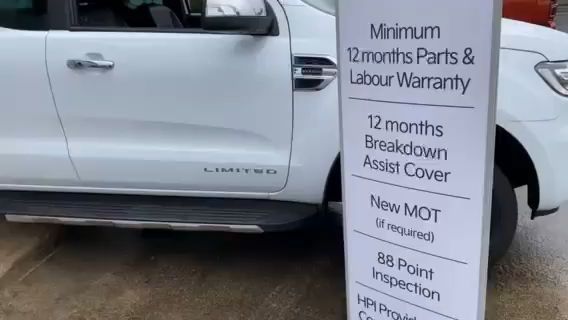 Minimum
12 months Parts &
Labour Warranty
12 months
Breakdown
Assist Cover
New MOT
(if required)
88 Point
Inspection
HPI
LIMITED